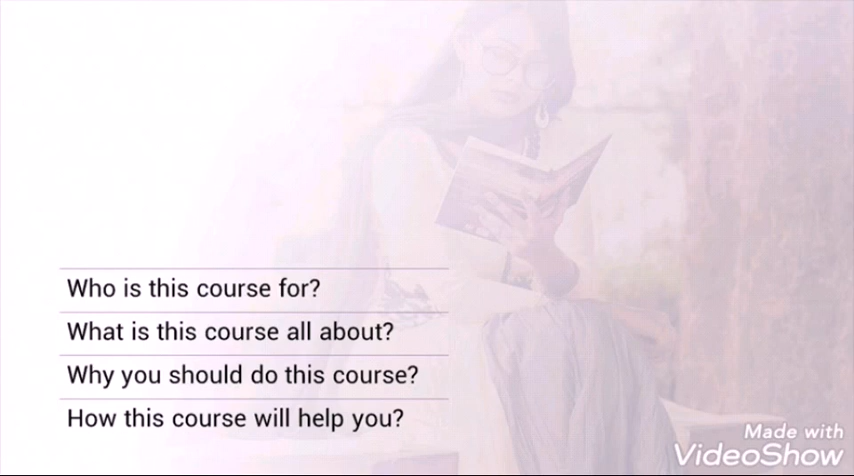 Who is this course for?
What is this course all about?
Why you should do this course?
How this course will help you?
Made with
VideoShow